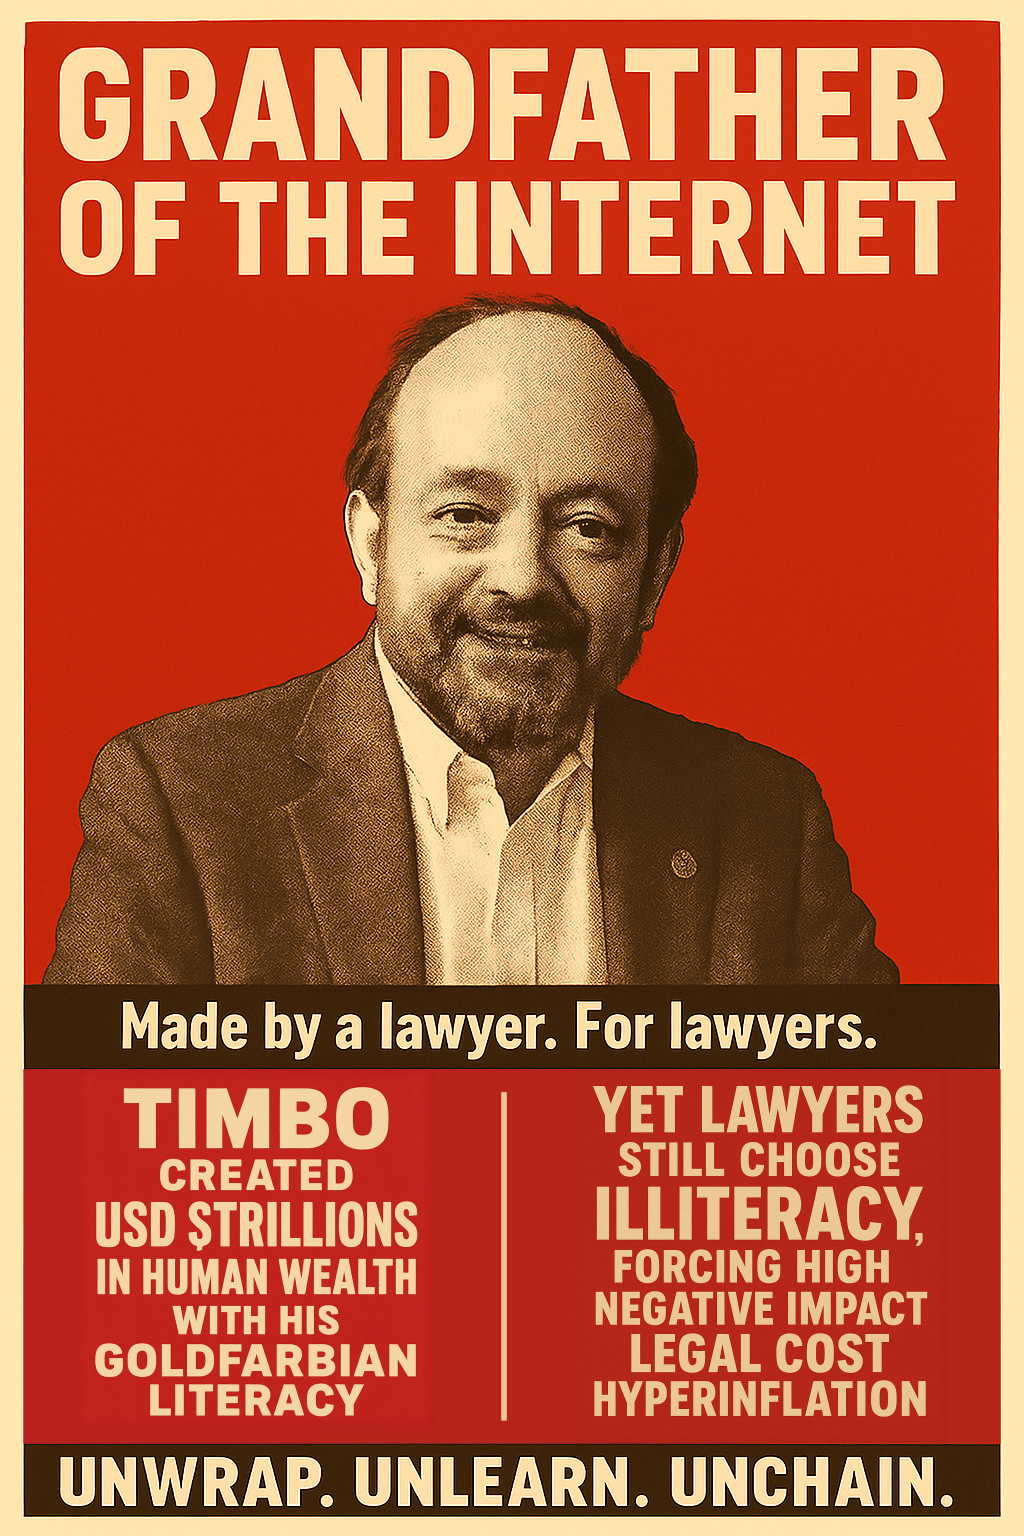 GRANDFATHER
OF THE INTERNET
Made by a lawyer. For lawyers.
TIMBO
CREATED
USD $TRILLIONS
IN HUMAN WEALTH
WITH HIS
GOLDFARBIAN
LITERACY
YET LAWYERS
STILL CHOOSE
ILLITERACY,
FORCING HIGH
NEGATIVE IMPACT
LEGAL COST
HYPERINFLATION
UNWRAP. UNLEARN. UNCHAIN.